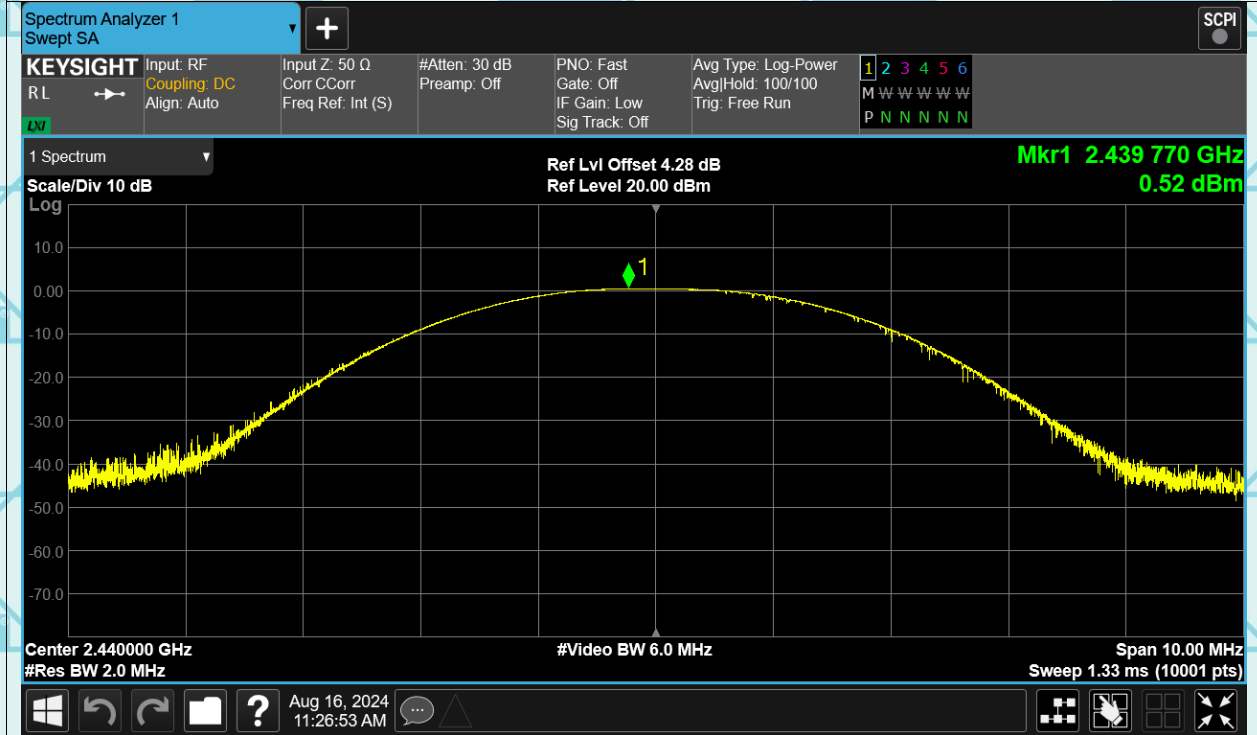 Spectrum Analyzer 1
Swept SA
SCPI
KEYSIGHT
R L
LXI
Input: RF
Coupling: DC
Align: Auto
Input Z: 50 Ω
Corr CCorr
Freq Ref: Int (S)
#Atten: 30 dB
Preamp: Off
PNO: Fast
Gate: Off
IF Gain: Low
Sig Track: Off
Avg Type: Log-Power
Avg|Hold: 100/100
Trig: Free Run
1 2 3 4 5 6
M W W W W W
P N N N N N
1 Spectrum
Ref Lvl Offset 4.28 dB
Mkr1 2.439 770 GHz
Scale/Div 10 dB
Ref Level 20.00 dBm
0.52 dBm
Log
10.0
0.00
1
-10.0
-20.0
-30.0
-40.0
-50.0
-60.0
-70.0
Center 2.440000 GHz
#Video BW 6.0 MHz
Span 10.00 MHz
#Res BW 2.0 MHz
Sweep 1.33 ms (10001 pts)
?
Aug 16, 2024
11:26:53 AM